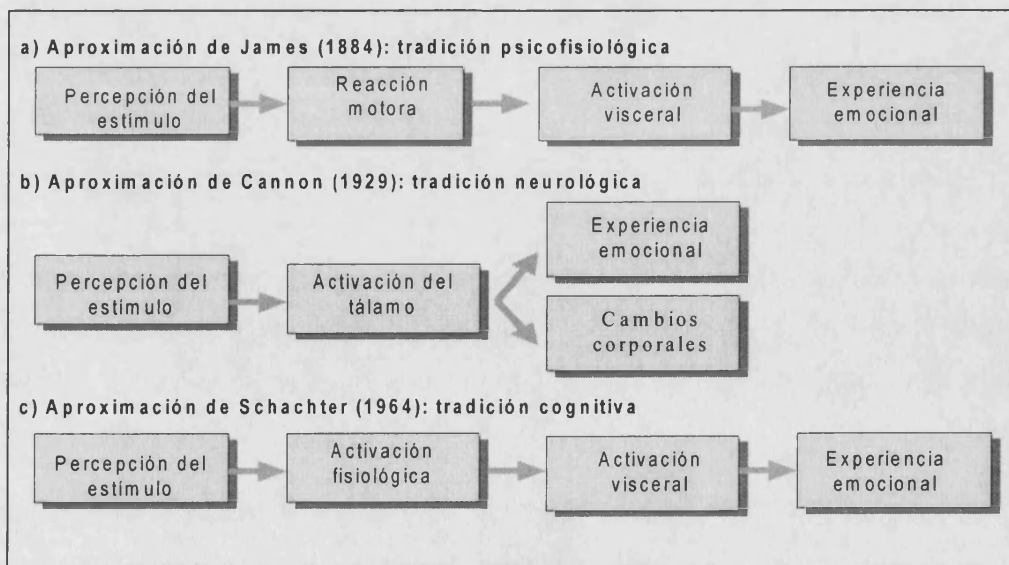 a) Aproximación de James (1884): tradición psicofisiológica
Percepción del
estímulo
Reacción
motora
Activación
visceral
Experiencia
emocional
b) Aproximación de Cannon (1929): tradición neurológica
Percepción del
estímulo
Activación del
tálamo
Experiencia
emocional
Cambios
corporales
c) Aproximación de Schachter (1964): tradición cognitiva
Percepción del
estímulo
Activación
fisiológica
Activación
visceral
Experiencia
emocional